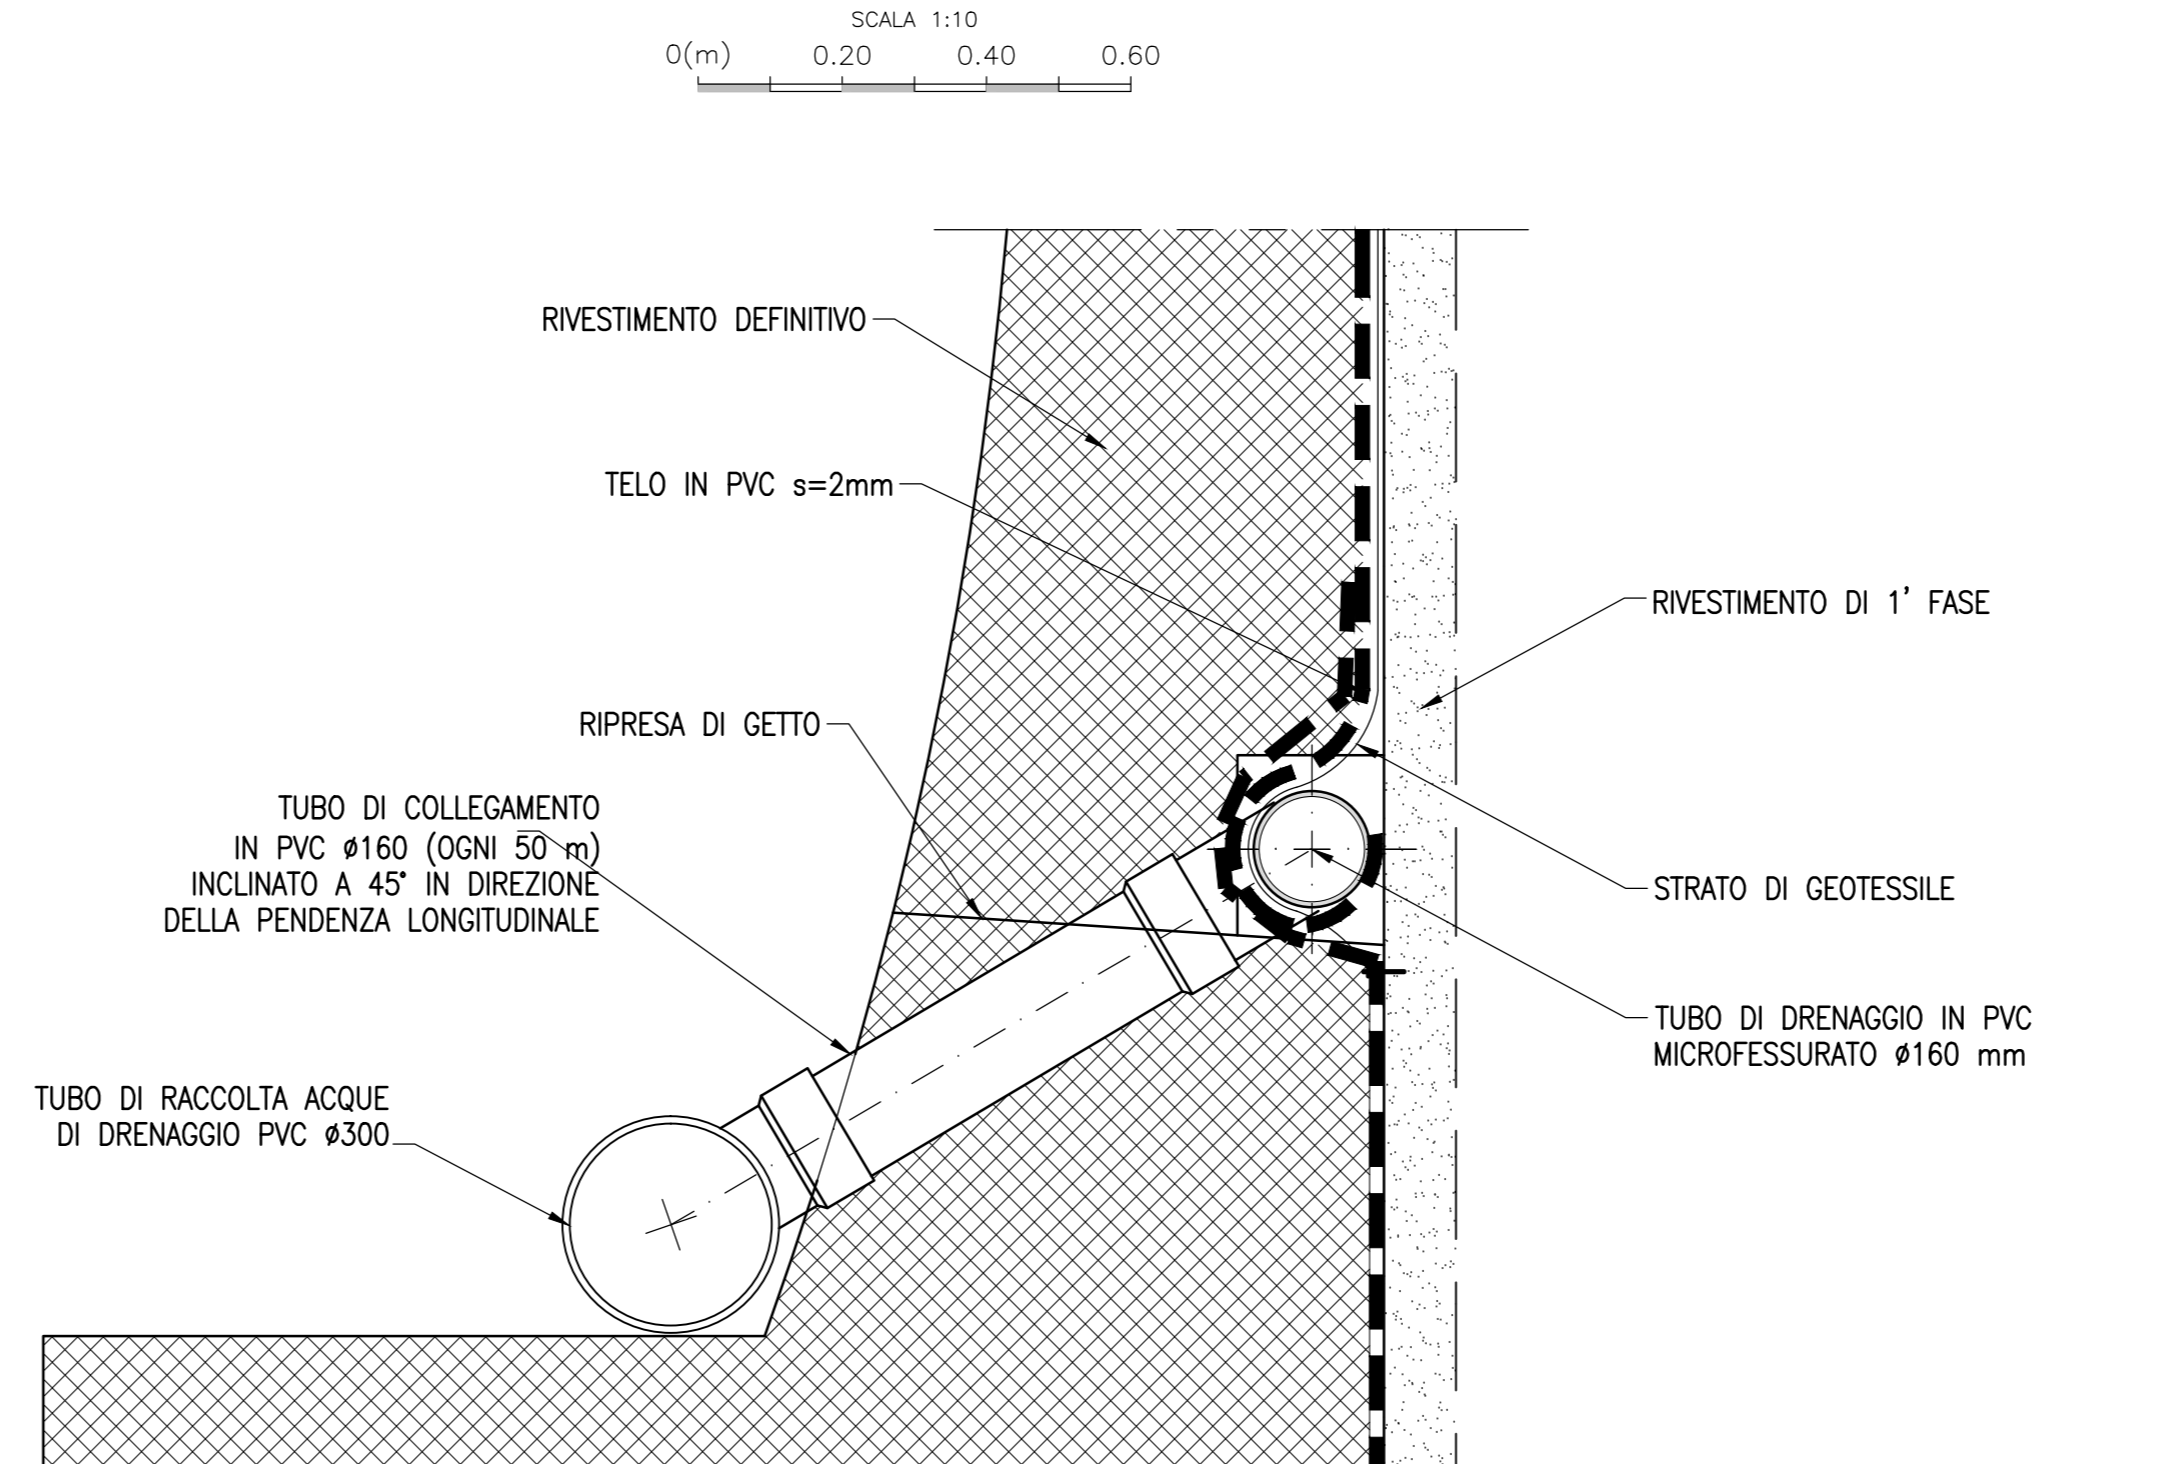 SCALA 1:10
0(m) 0.20 0.40 0.60
RIVESTIMENTO DEFINITIVO
TELO IN PVC s=2mm
RIVESTIMENTO DI 1' FASE
RIPRESA DI GETTO
TUBO DI COLLEGAMENTO
IN PVC ø160 (OGNI 50 m)
INCLINATO A 45° IN DIREZIONE
DELLA PENDENZA LONGITUDINALE
STRATO DI GEOTESSILE
TUBO DI DRENAGGIO IN PVC
MICROFESSURATO ø160 mm
TUBO DI RACCOLTA ACQUE
DI DRENAGGIO PVC ø300